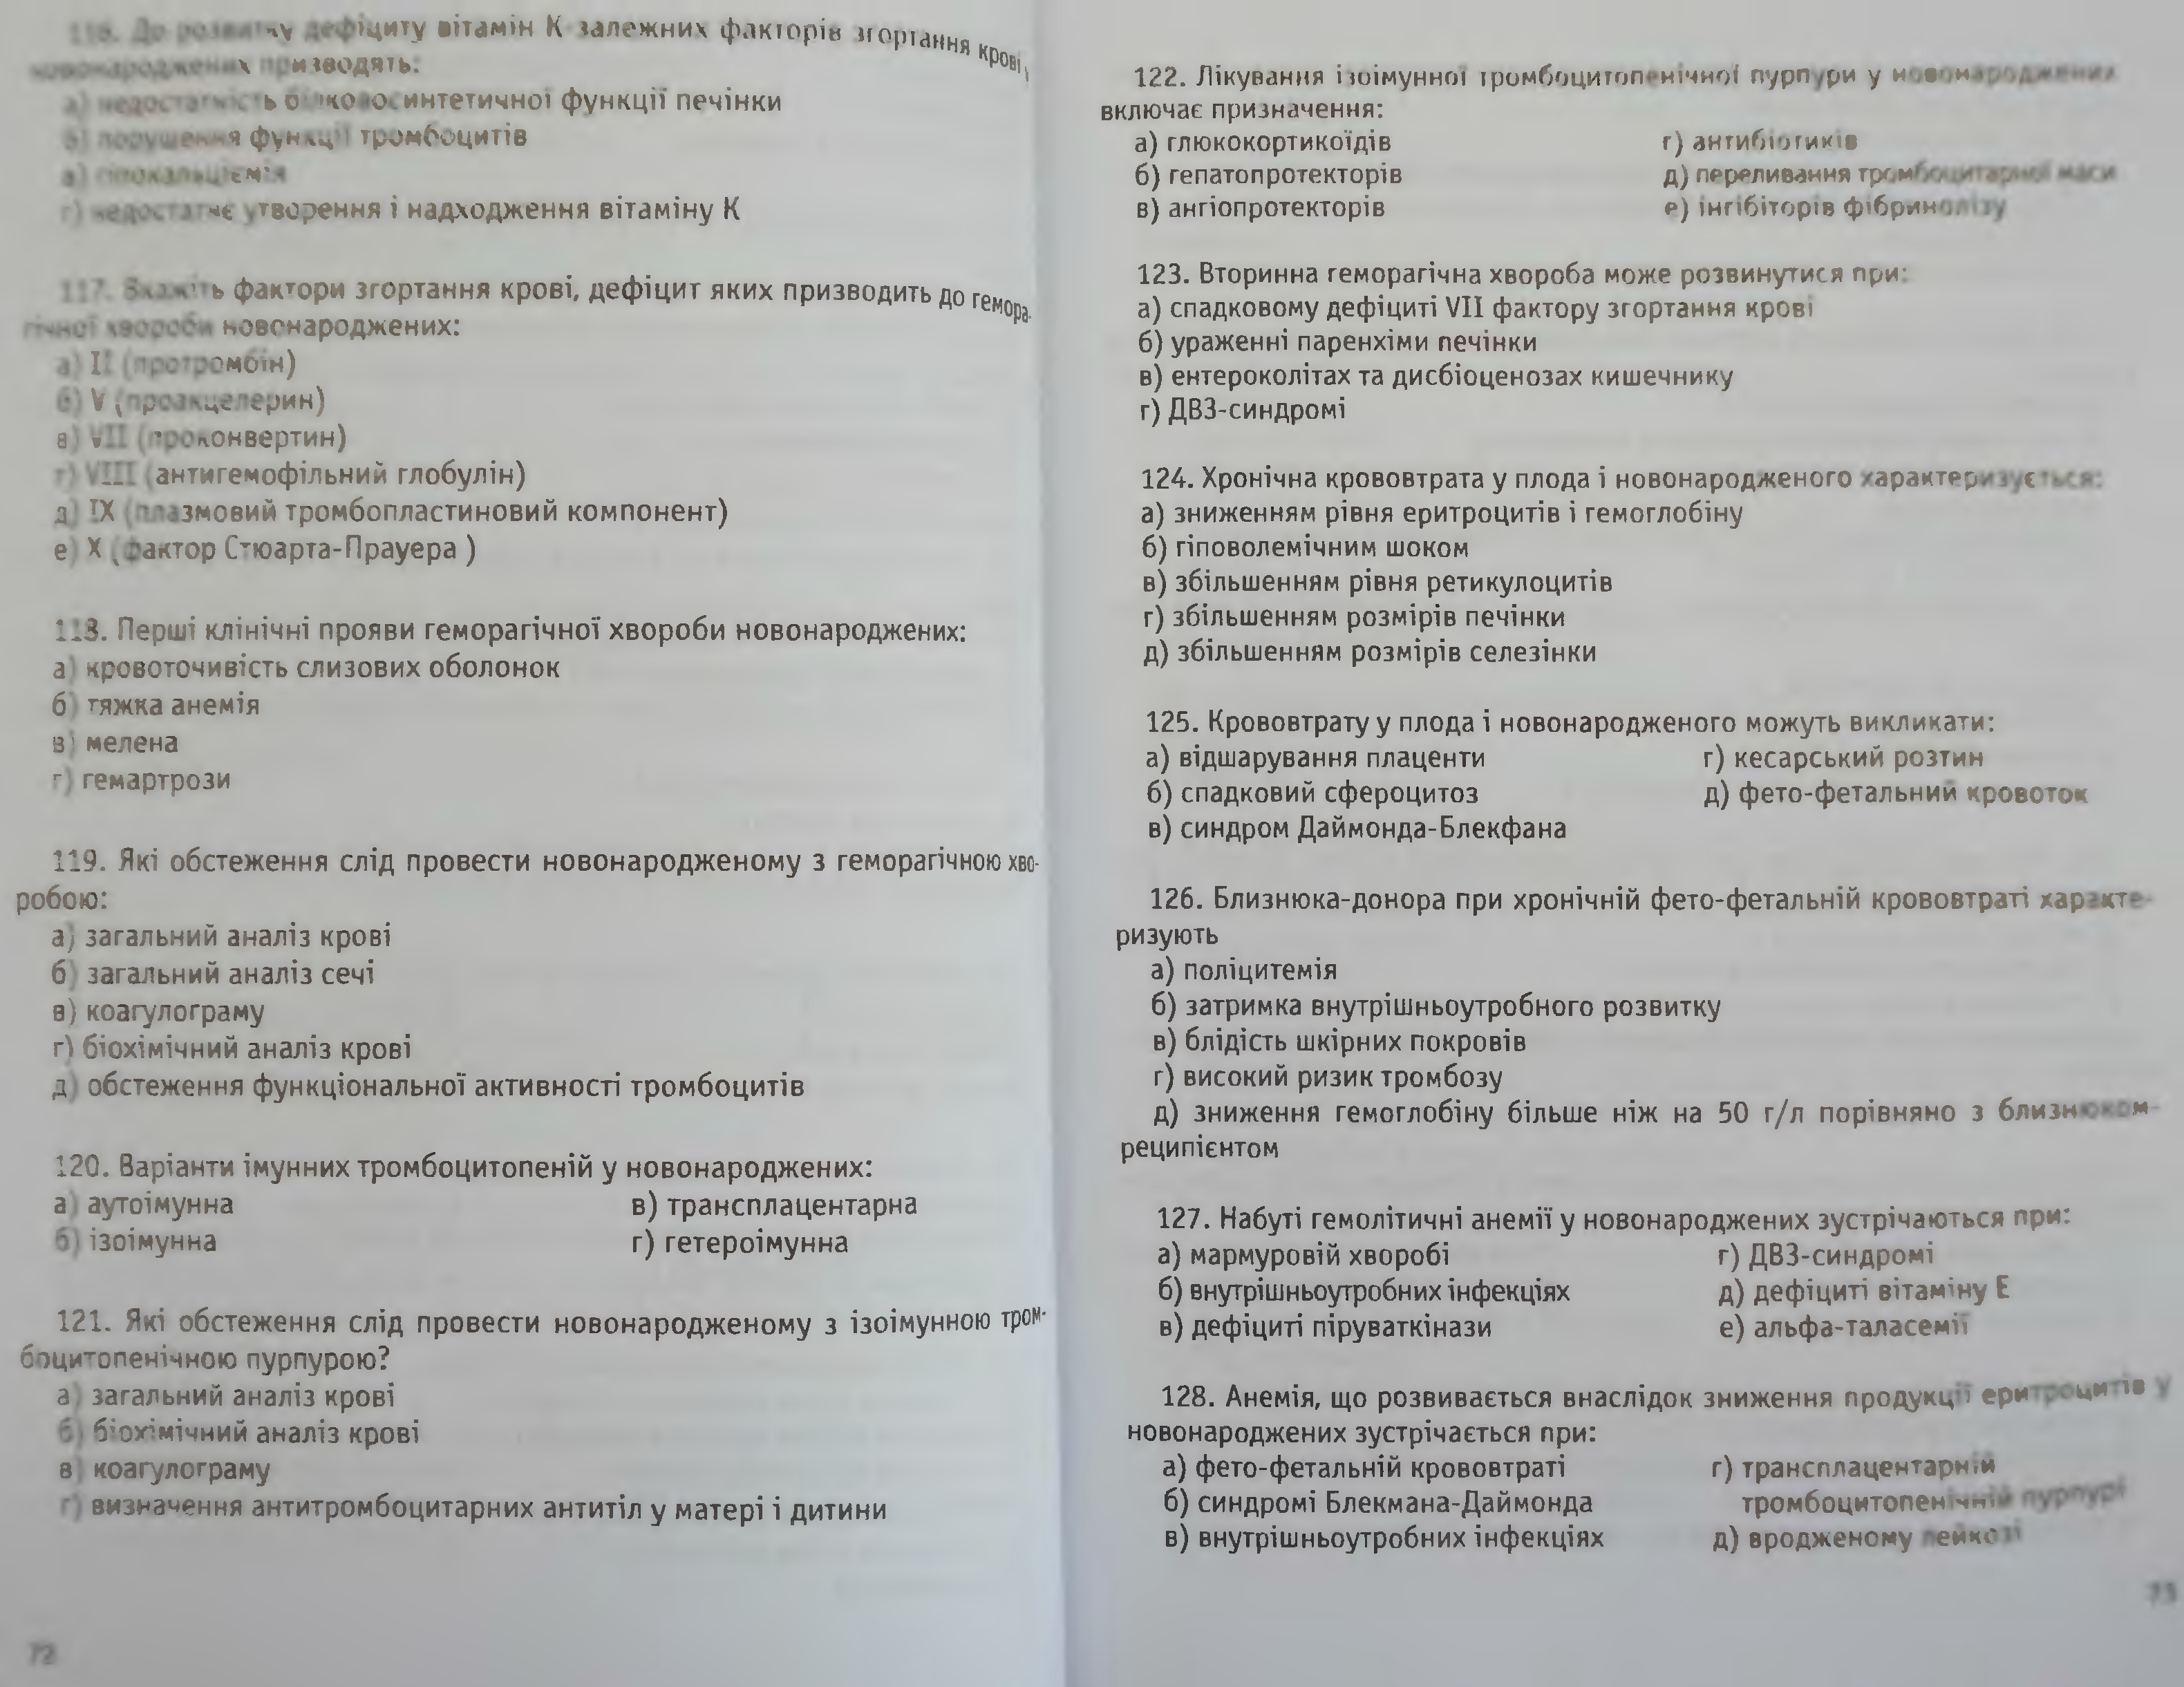 116. До розвитку дефіциту вітамін К-залежних факторів згортання крові у
новонароджених призводять:
а) недостатність білковосинтетичної функції печінки
б) порушення функції тромбоцитів
в) гіпокальціємія
г) недостатнє утворення і надходження вітаміну К
117. Вкажіть фактори згортання крові, дефіцит яких призводить до гемора-
гічної хвороби новонароджених:
а) II (протромбін)
б) V (проакцелерин)
в) VII (проконвертин)
г) VIII (антигемофільний глобулін)
д) IX (плазмовий тромбопластиновий компонент)
е) X (фактор Стюарта-Прауера )
118. Перші клінічні прояви геморагічної хвороби новонароджених:
а) кровоточивість слизових оболонок
б) тяжка анемія
в) мелена
г) гемартрози
119. Які обстеження слід провести новонародженому з геморагічною хво-
робою:
а) загальний аналіз крові
б) загальний аналіз сечі
в) коагулограму
г) біохімічний аналіз крові
д) обстеження функціональної активності тромбоцитів
120. Варіанти імунних тромбоцитопеній у новонароджених:
а) аутоімунна в) трансплацентарна
б) ізоімунна г) гетероімунна
121. Які обстеження слід провести новонародженому з ізоімунною тром-
боцитопенічною пурпурою?
а) загальний аналіз крові
б) біохімічний аналіз крові
в) коагулограму
г) визначення антитромбоцитарних антитіл у матері і дитини
72
122. Лікування ізоімунної тромбоцитопенічної пурпури у новонароджених
включає призначення:
а) глюкокортикоїдів г) антибіотиків
б) гепатопротекторів д) переливання тромбоцитарної маси
в) ангіопротекторів е) інгібіторів фібринолізу
123. Вторинна геморагічна хвороба може розвинутися при:
а) спадковому дефіциті VII фактору згортання крові
б) ураженні паренхіми печінки
в) ентероколітах та дисбіоценозах кишечнику
г) ДВЗ-синдромі
124. Хронічна крововтрата у плода і новонародженого характеризується:
а) зниженням рівня еритроцитів і гемоглобіну
б) гіповолемічним шоком
в) збільшенням рівня ретикулоцитів
г) збільшенням розмірів печінки
д) збільшенням розмірів селезінки
125. Крововтрату у плода і новонародженого можуть викликати:
а) відшарування плаценти г) кесарський розтин
б) спадковий сфероцитоз д) фето-фетальний кровоток
в) синдром Даймонда-Блекфана
126. Близнюка-донора при хронічній фето-фетальній крововтраті характе-
ризують
а) поліцитемія
б) затримка внутрішньоутробного розвитку
в) блідість шкірних покровів
г) високий ризик тромбозу
д) зниження гемоглобіну більше ніж на 50 г/л порівняно з близнюком-
реципієнтом
127. Набуті гемолітичні анемії у новонароджених зустрічаються при:
а) мармуровій хворобі г) ДВЗ-синдромі
б) внутрішньоутробних інфекціях д) дефіциті вітаміну Е
в) дефіциті піруваткінази е) альфа-таласемії
128. Анемія, що розвивається внаслідок зниження продукції еритроцитів у
новонароджених зустрічається при:
а) фето-фетальній крововтраті г) трансплацентарній
б) синдромі Блекмана-Даймонда тромбоцитопенічній пурпурі
в) внутрішньоутробних інфекціях д) вродженому лейкозі
73